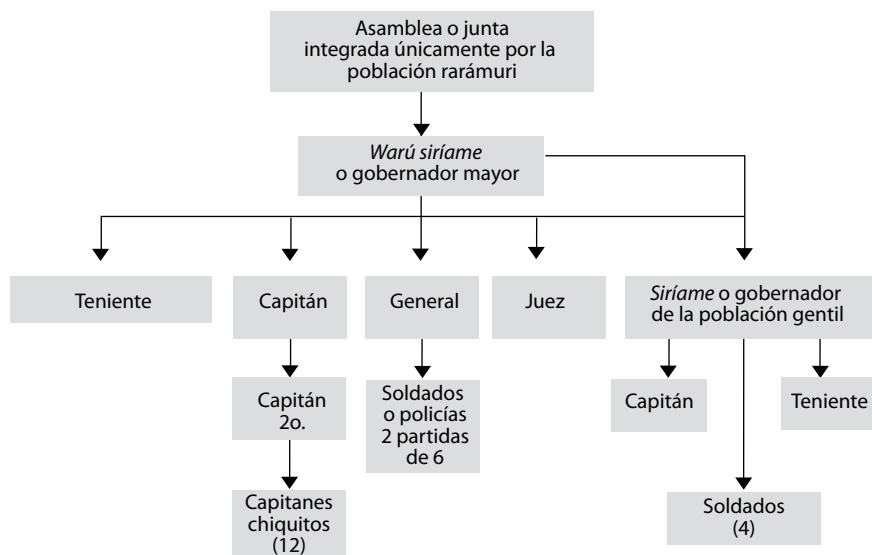 Asamblea o junta
integrada únicamente por la
población rarámuri
Warú siríame
o gobernador mayor
Teniente
Capitán
General
Juez
Siríame o gobernador
de la población gentil
Capitán
2o.
Soldados
o policías
2 partidas
de 6
Capitán
Teniente
Capitanes
chiquitos
(12)
Soldados
(4)